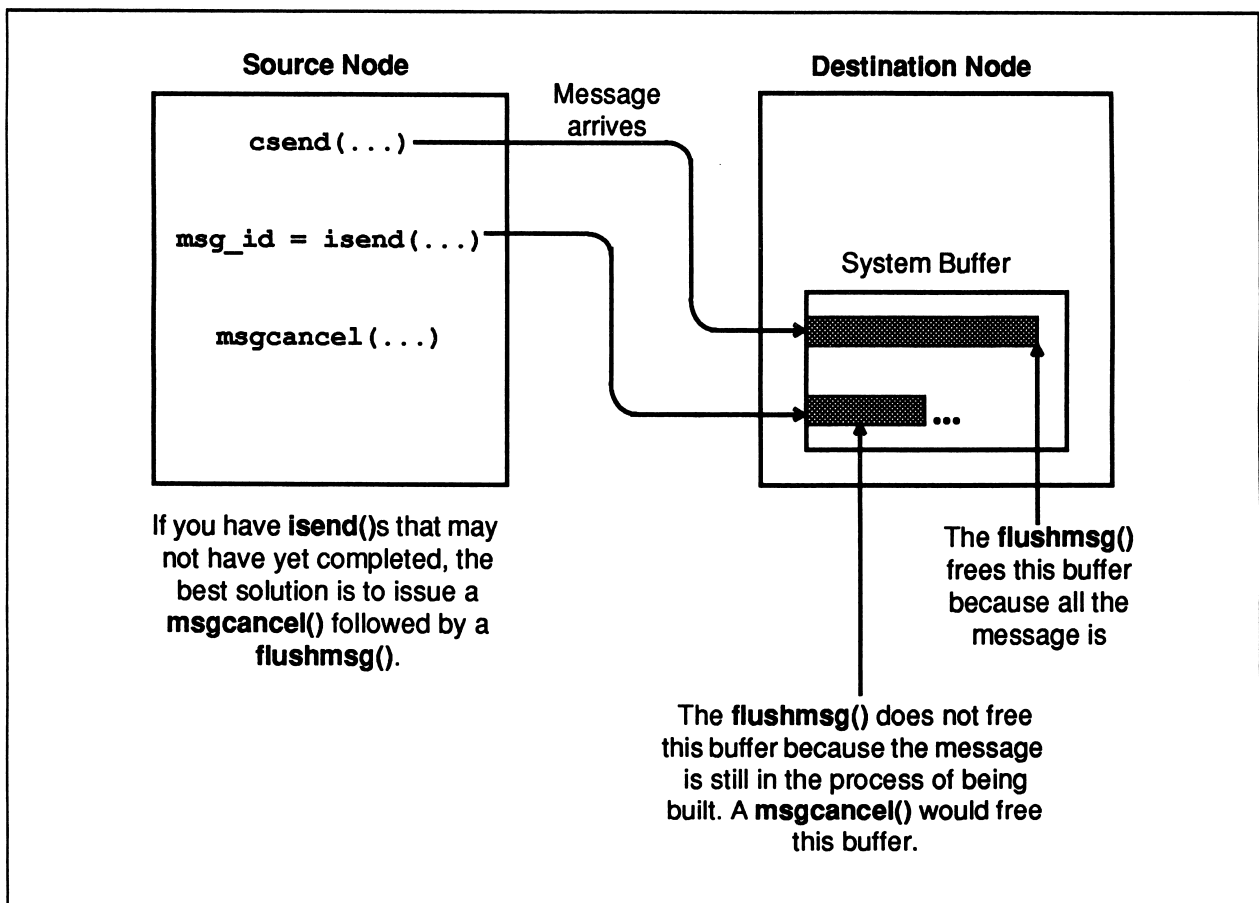 Source Node
Destination Node
Message
arrives
csend(...)
msg_id = isend(...)
msgcancel(...)
System Buffer
...
If you have isend()s that may
not have yet completed, the
best solution is to issue a
msgcancel() followed by a
flushmsg().
The flushmsg()
frees this buffer
because all the
message is
The flushmsg() does not free
this buffer because the message
is still in the process of being
built. A msgcancel() would free
this buffer.